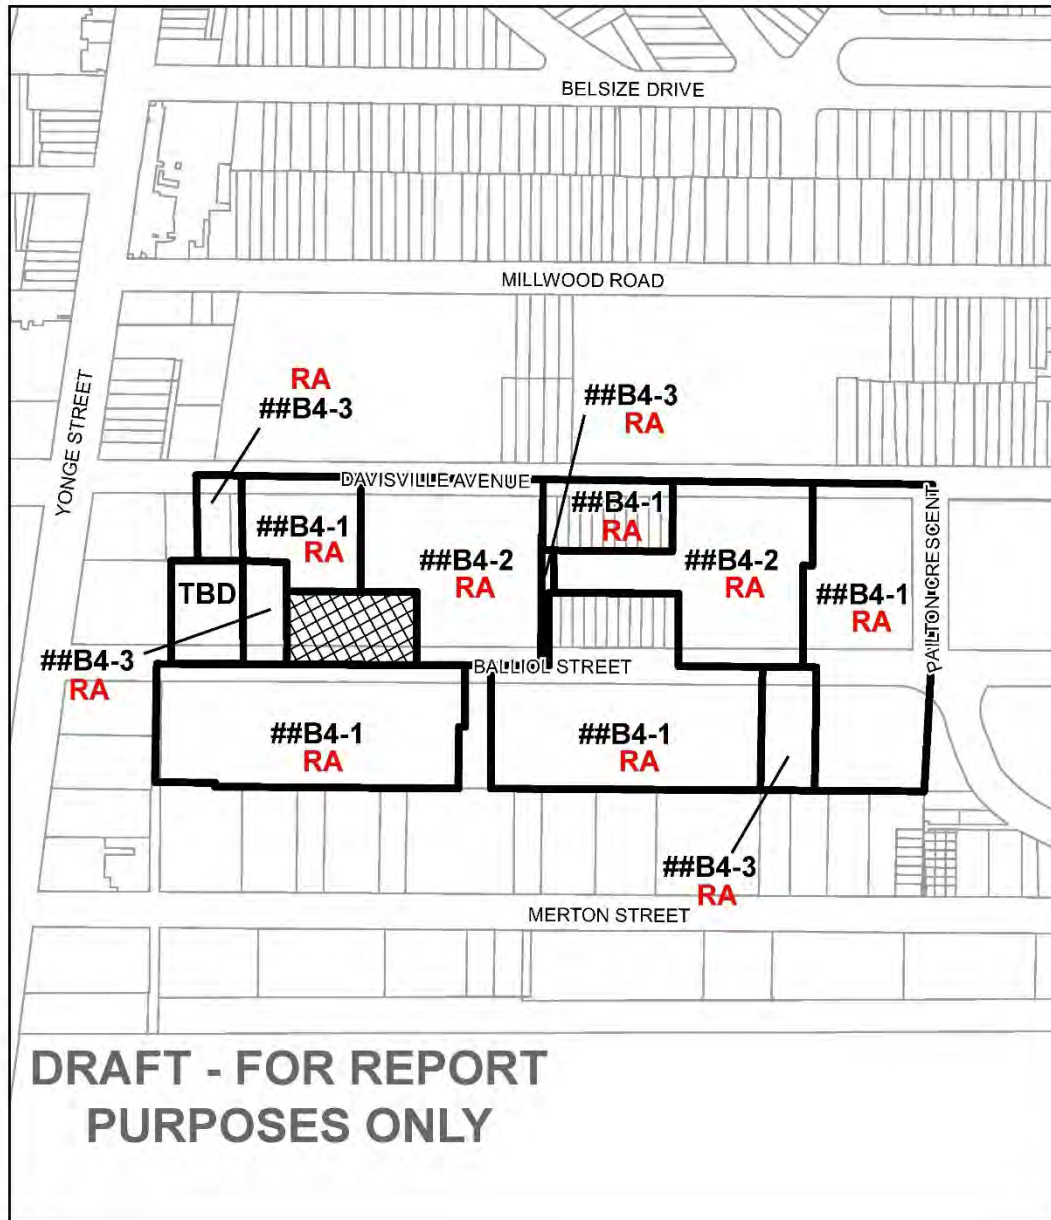 BELSIZE DRIVE
MILLWOOD ROAD
YONGE STREET
RA
##B4-3
##B4-3
RA
DAVISVILLE AVENUE
PAILTON CRESCENT
##B4-1
RA
##B4-1
RA
##B4-2
RA
##B4-2
RA
TBD
##B4-1
RA
##B4-3
RA
BALLIOL STREET
##B4-1
RA
##B4-1
RA
##B4-3
RA
MERTON STREET
DRAFT - FOR REPORT
PURPOSES ONLY